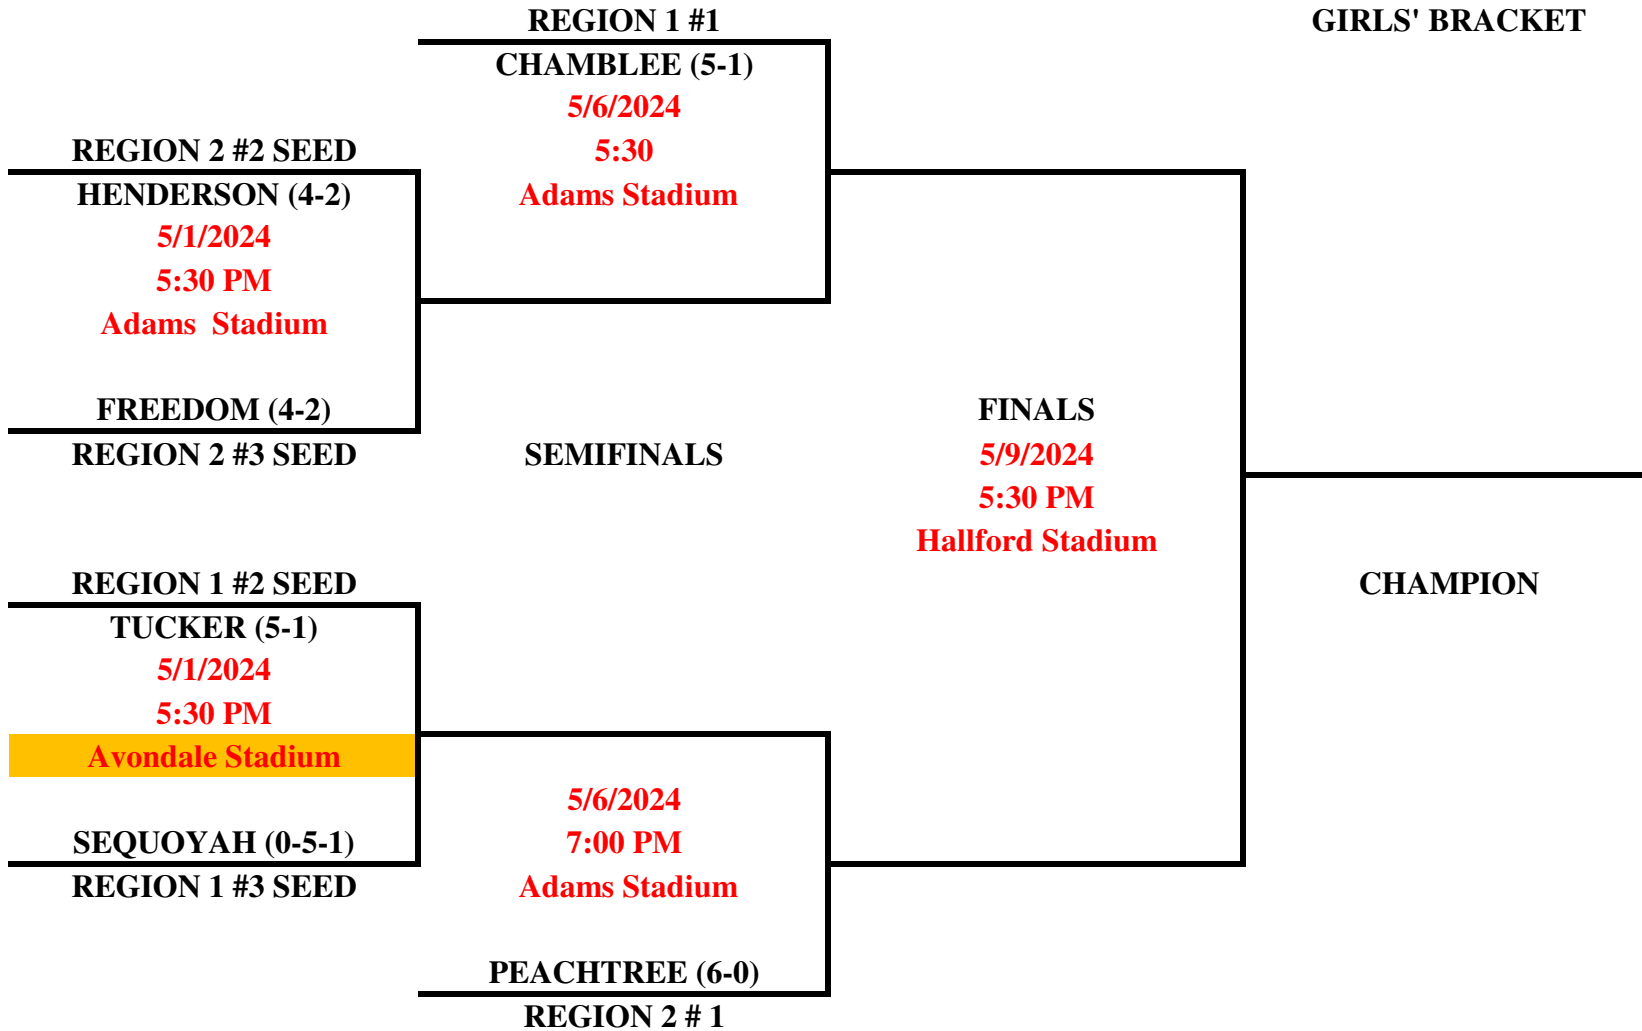 REGION 1 #1
GIRLS' BRACKET
CHAMBLEE (5-1)
5/6/2024
5:30
Adams Stadium
REGION 2 #2 SEED
HENDERSON (4-2)
5/1/2024
5:30 PM
Adams  Stadium
FREEDOM (4-2)
REGION 2 #3 SEED
SEMIFINALS
FINALS
5/9/2024
5:30 PM
Hallford Stadium
CHAMPION
REGION 1 #2 SEED
TUCKER (5-1)
5/1/2024
5:30 PM
Avondale Stadium
SEQUOYAH (0-5-1)
REGION 1 #3 SEED
5/6/2024
7:00 PM
Adams Stadium
PEACHTREE (6-0)
REGION 2 # 1